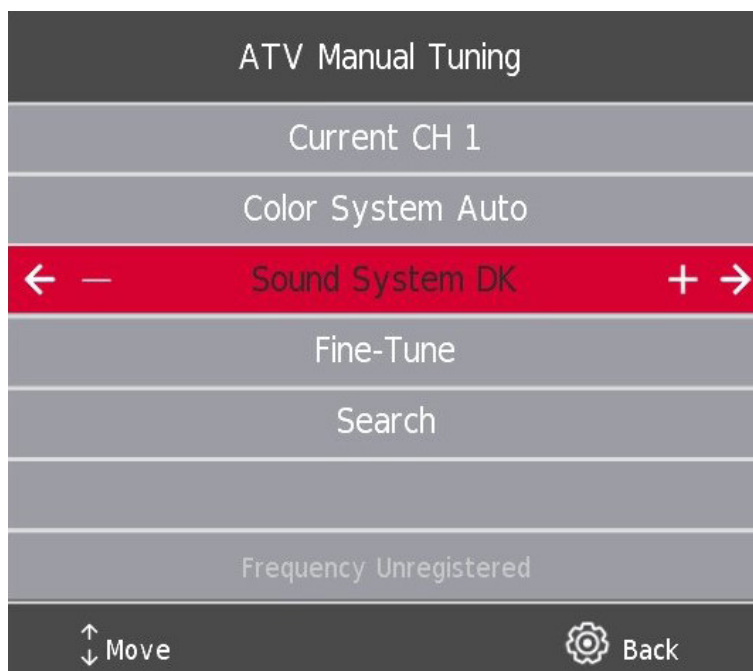 ATV Manual Tuning
Current CH 1
Color System Auto
← – Sound System DK + →
Fine-Tune
Search
Frequency Unregistered
Move Back